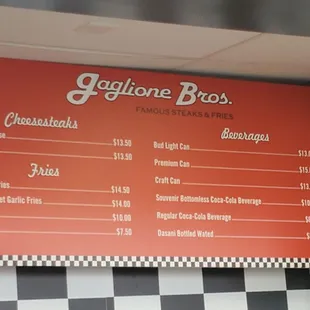 Gaglione Bros.
FAMOUS STEAKS & FRIES
Cheesesteaks
$13.50
$13.50
Fries
$14.50
Garlic Fries $14.00
$10.00
$7.50
Beverages
Bud Light Can
Premium Can
Craft Can
Souvenir Bottomless Coca-Cola Beverage
Regular Coca-Cola Beverage
Dasani Bottled Wated